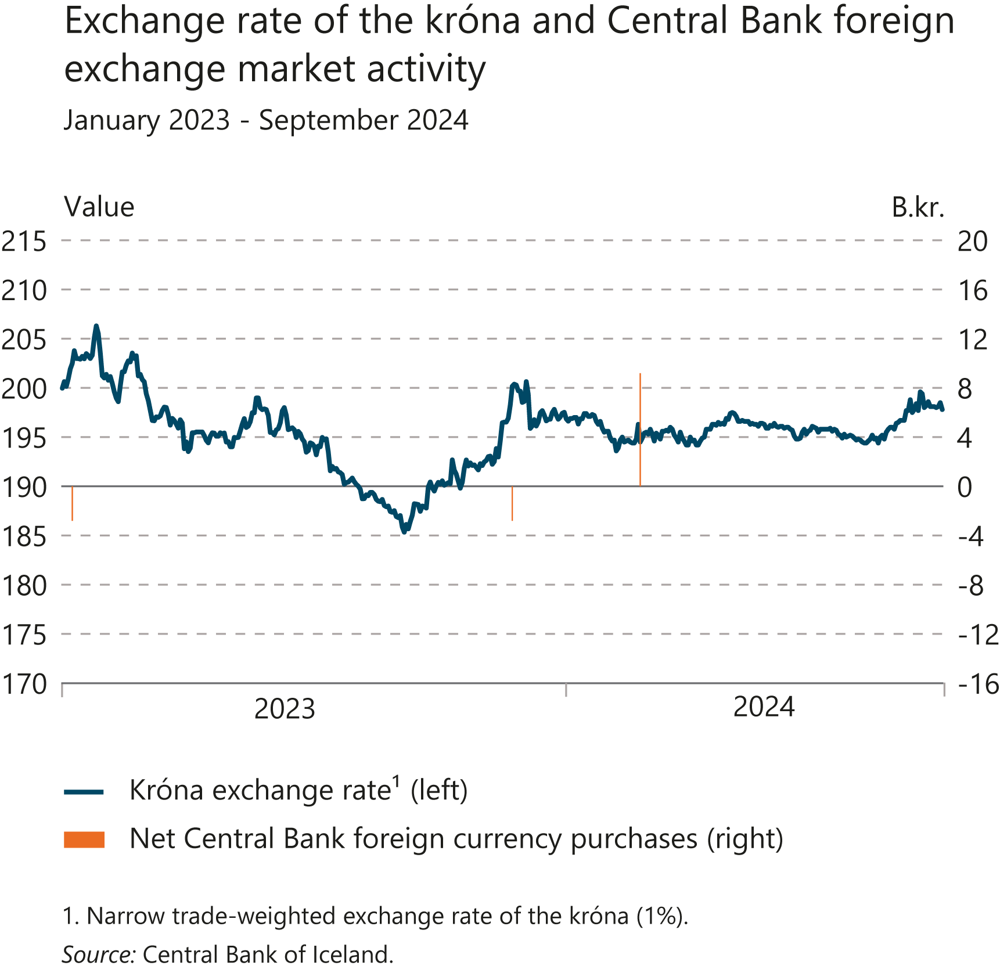 Exchange rate of the króna and Central Bank foreign
exchange market activity
January 2023 - September 2024
Value B.kr.
215 20
210 16
205 12
200 8
195 4
190 0
185 -4
180 -8
175 -12
170 -16
2023 2024
Króna exchange rate¹ (left)
Net Central Bank foreign currency purchases (right)
1. Narrow trade-weighted exchange rate of the króna (1%).
Source: Central Bank of Iceland.